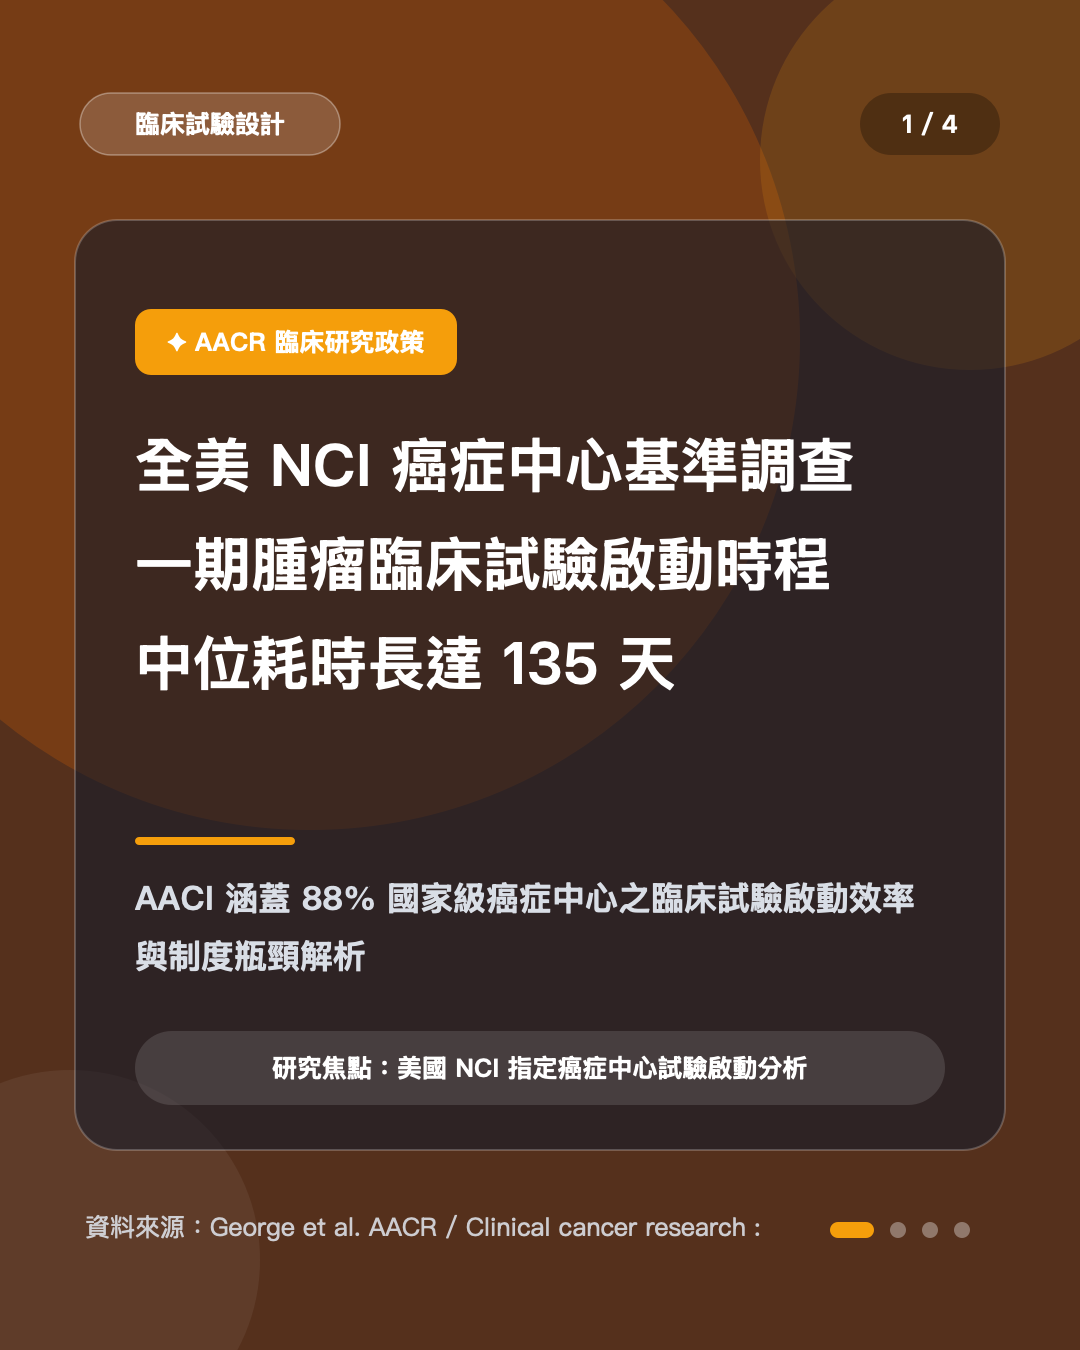 臨床試驗設計
1 / 4
✦ AACR 臨床研究政策
全美 NCI 癌症中心基準調查
一期腫瘤臨床試驗啟動時程
中位耗時長達 135 天
AACI 涵蓋 88% 國家級癌症中心之臨床試驗啟動效率
與制度瓶頸解析
研究焦點：美國 NCI 指定癌症中心試驗啟動分析
資料來源：George et al. AACR / Clinical cancer research :